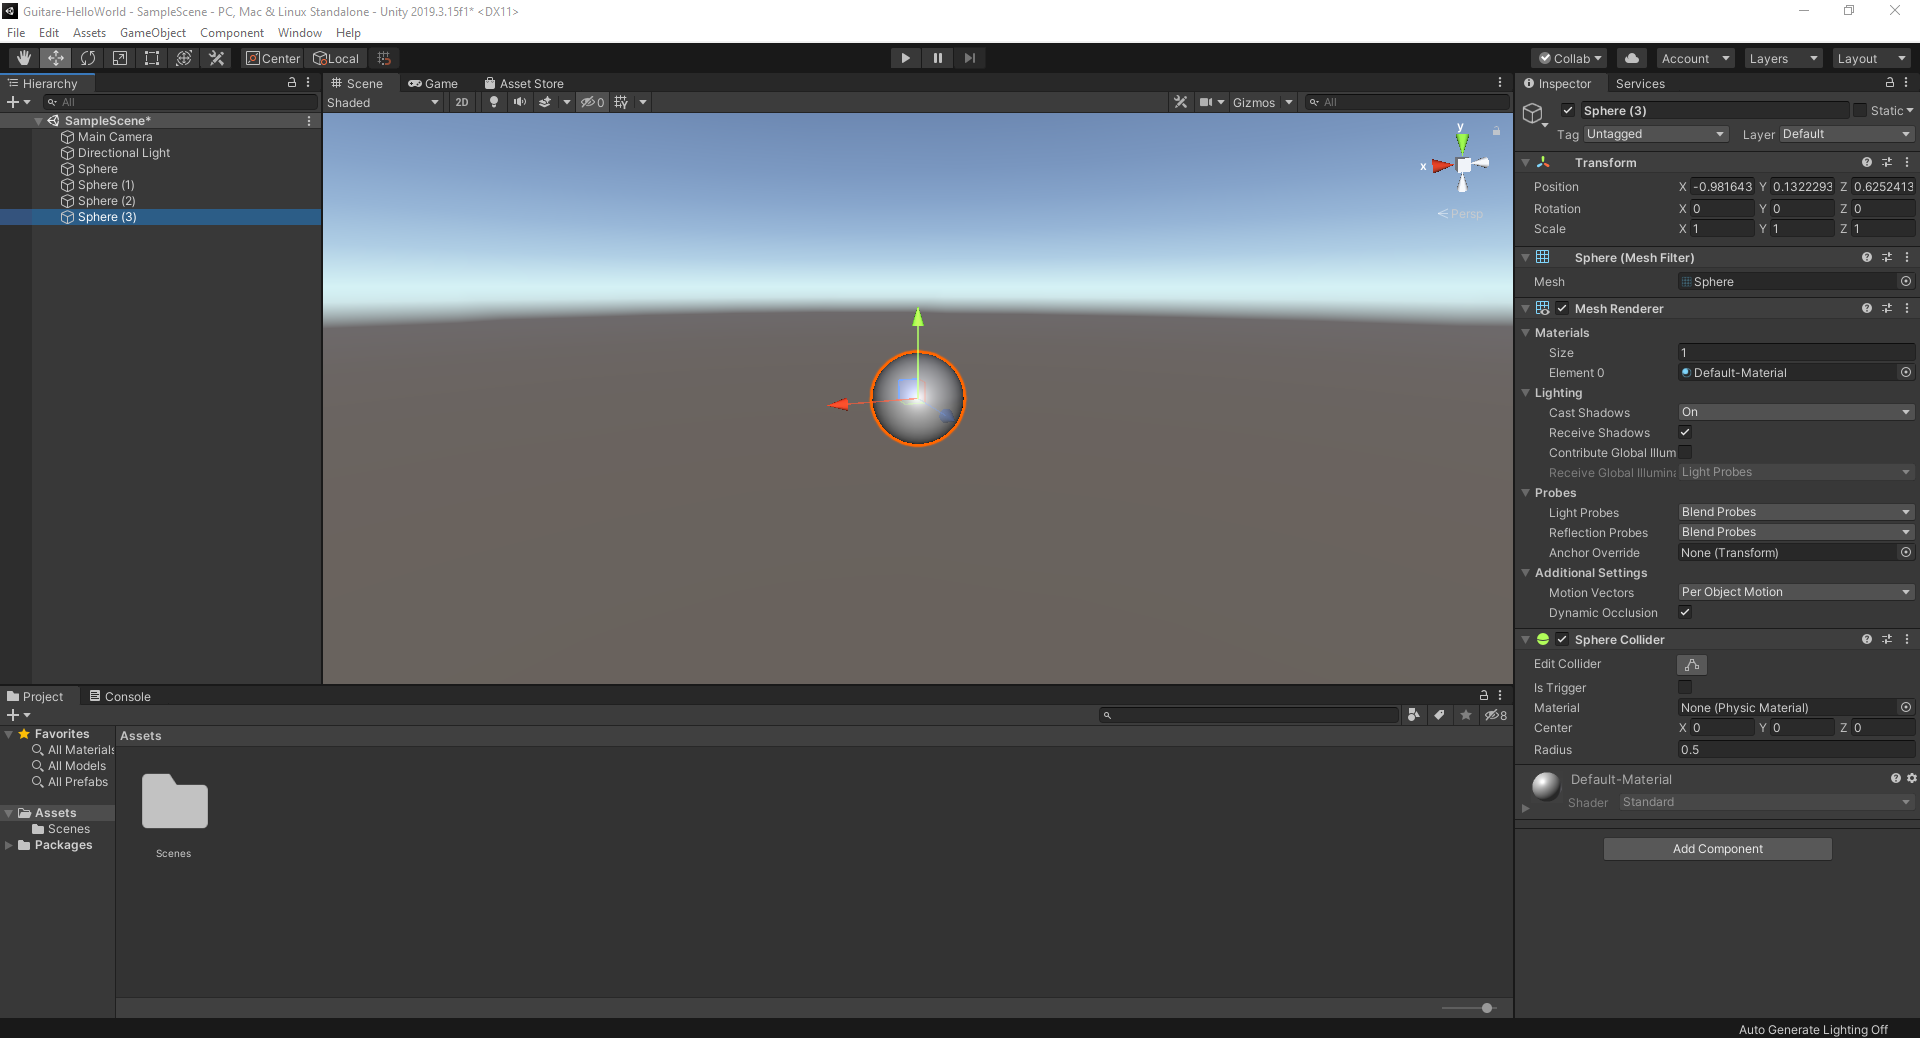 Guitare-HelloWorld - SampleScene - PC, Mac & Linux Standalone - Unity 2019.3.15f1* <DX11>
File Edit Assets GameObject Component Window Help
Center Local Collab Account Layers Layout
Hierarchy
All
SampleScene*
Main Camera
Directional Light
Sphere
Sphere (1)
Sphere (2)
Sphere (3)
Scene Game Asset Store
Shaded 2D 0 Gizmos All
y
x
Persp
Inspector Services
Sphere (3) Static
Tag Untagged Layer Default
Transform
Position X -0.981643 Y 0.1322293 Z 0.6252413
Rotation X 0 Y 0 Z 0
Scale X 1 Y 1 Z 1
Sphere (Mesh Filter)
Mesh Sphere
Mesh Renderer
Materials
Size 1
Element 0 Default-Material
Lighting
Cast Shadows On
Receive Shadows
Contribute Global Illum
Receive Global Illumina Light Probes
Probes
Light Probes Blend Probes
Reflection Probes Blend Probes
Anchor Override None (Transform)
Additional Settings
Motion Vectors Per Object Motion
Dynamic Occlusion
Sphere Collider
Edit Collider
Is Trigger
Material None (Physic Material)
Center X 0 Y 0 Z 0
Radius 0.5
Default-Material
Shader Standard
Add Component
Project Console
8
Favorites
All Materials
All Models
All Prefabs
Assets
Scenes
Packages
Assets
Scenes
Auto Generate Lighting Off